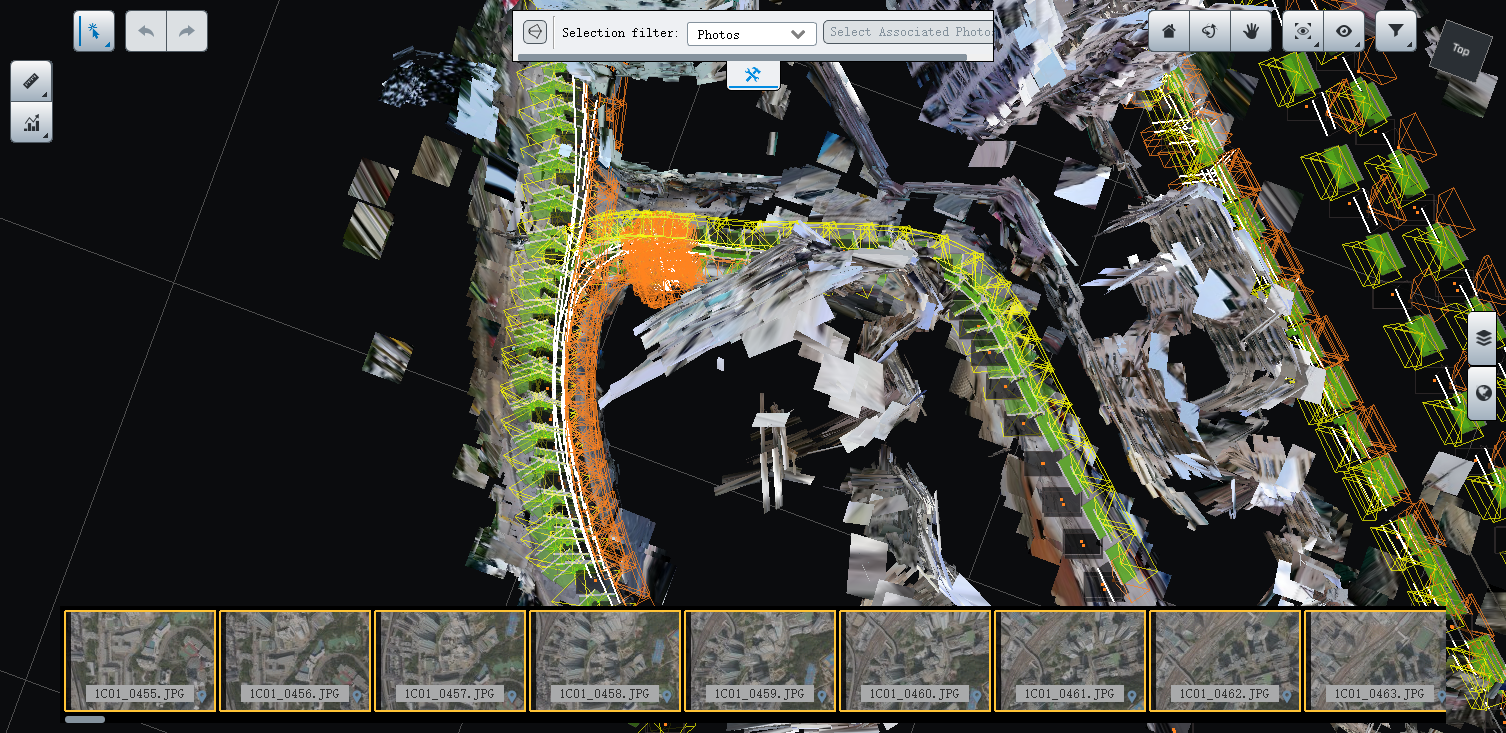 Selection filter:
Photos
Select Associated Photo
Top
1C01_0455.JPG
1C01_0456.JPG
1C01_0457.JPG
1C01_0458.JPG
1C01_0459.JPG
1C01_0460.JPG
1C01_0461.JPG
1C01_0462.JPG
1C01_0463.JPG